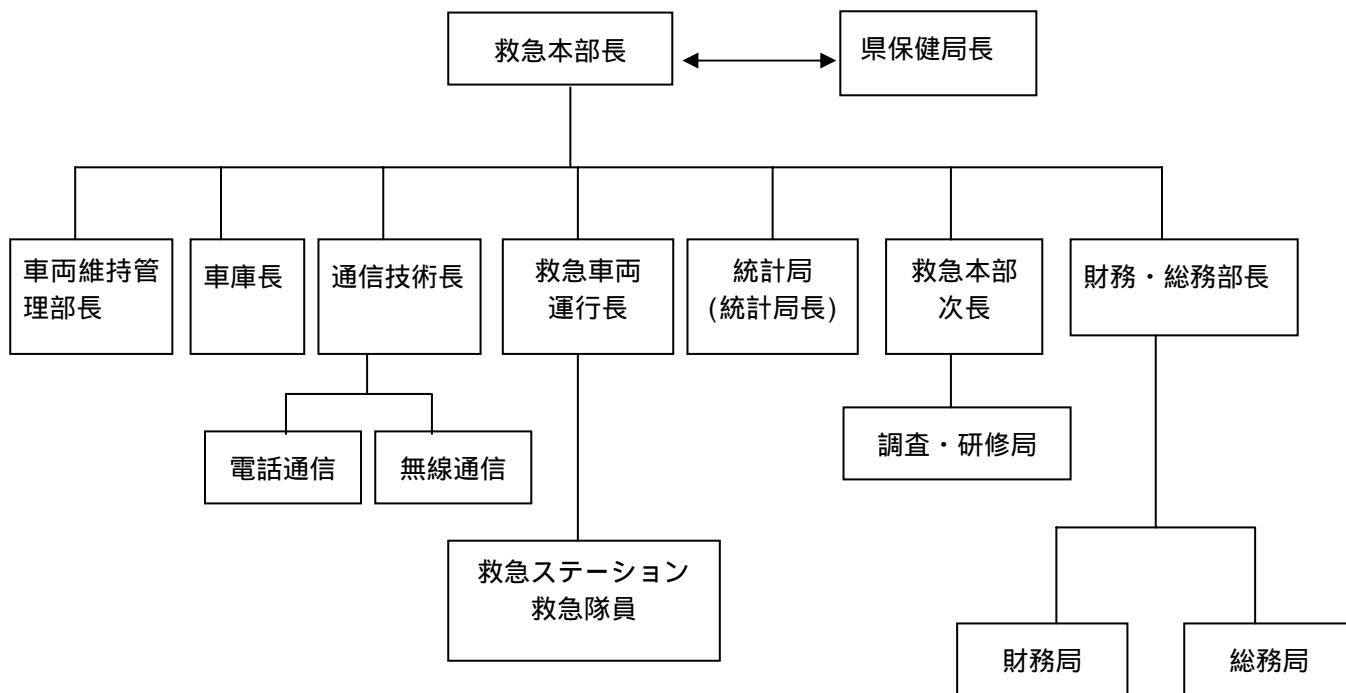 救急本部長
県保健局長
車両維持管
理部長
車庫長
通信技術長
救急車両
運行長
統計局
(統計局長)
救急本部
次長
財務・総務部長
電話通信
無線通信
調査・研修局
救急ステーション
救急隊員
財務局
総務局